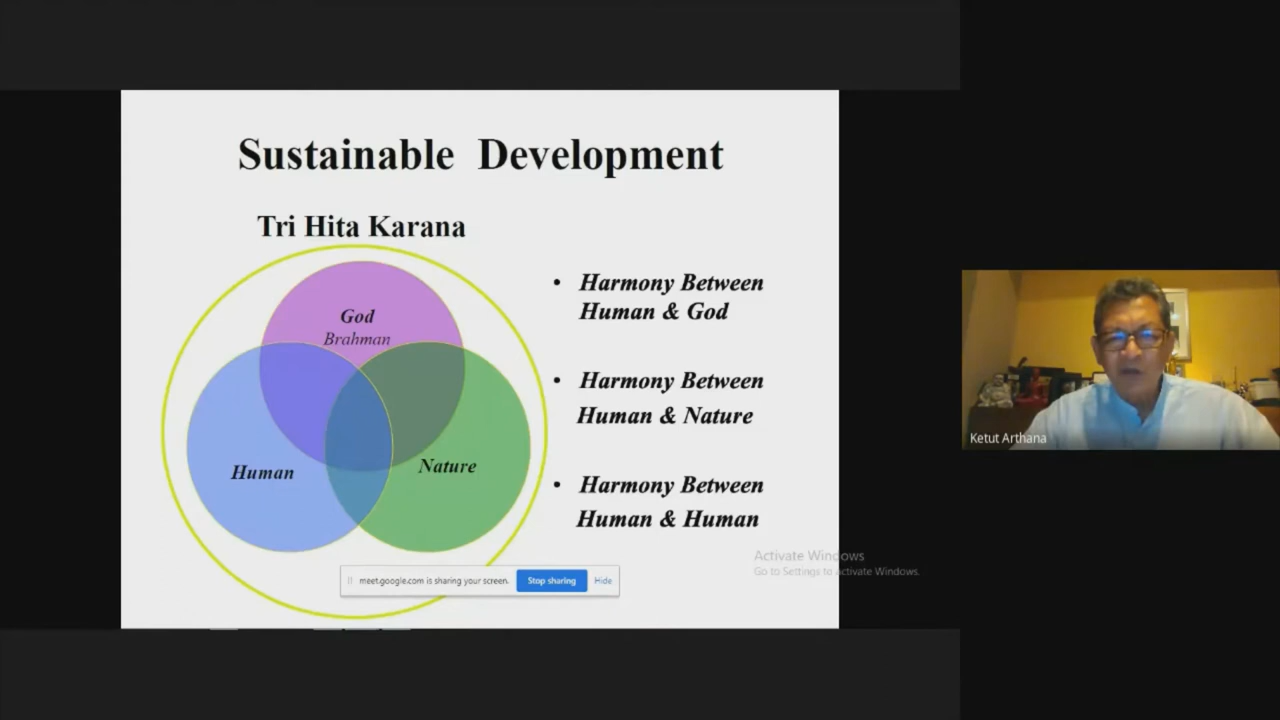 Sustainable Development
Tri Hita Karana
God
Brahman
Human
Nature
• Harmony Between
Human & God
• Harmony Between
Human & Nature
• Harmony Between
Human & Human
meet.google.com is sharing your screen.
Stop sharing
Hide
Activate Windows
Go to Settings to activate Windows.
Ketut Arthana